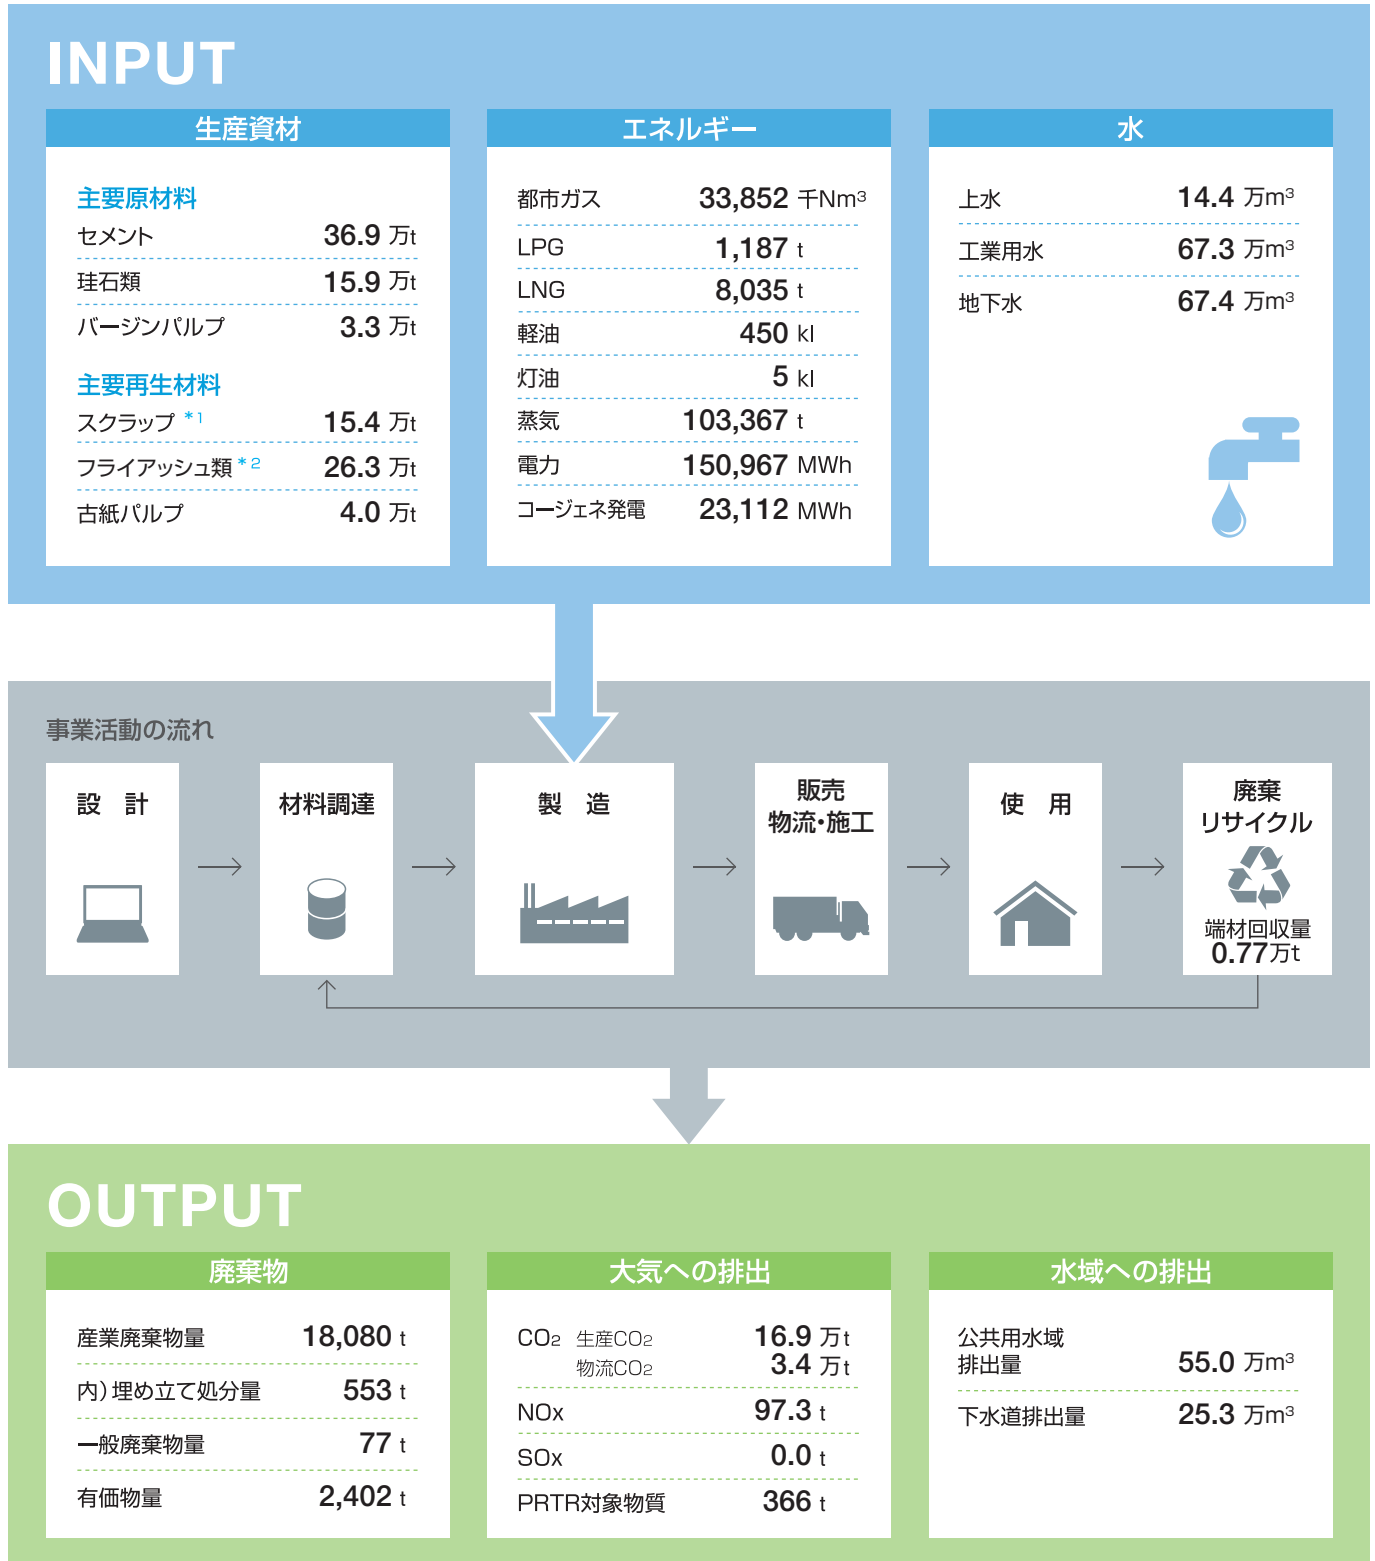 INPUT
生産資材
主要原材料
セメント 36.9 万t
珪石類 15.9 万t
バージンパルプ 3.3 万t
主要再生材料
スクラップ *1 15.4 万t
フライアッシュ類 *2 26.3 万t
古紙パルプ 4.0 万t
エネルギー
都市ガス 33,852 千Nm³
LPG 1,187 t
LNG 8,035 t
軽油 450 kl
灯油 5 kl
蒸気 103,367 t
電力 150,967 MWh
コージェネ発電 23,112 MWh
水
上水 14.4 万m³
工業用水 67.3 万m³
地下水 67.4 万m³
事業活動の流れ
設 計
材料調達
製 造
販売
物流・施工
使 用
廃棄
リサイクル
端材回収量
0.77万t
OUTPUT
廃棄物
産業廃棄物量 18,080 t
内）埋め立て処分量 553 t
一般廃棄物量 77 t
有価物量 2,402 t
大気への排出
CO₂ 生産CO₂ 16.9 万t
物流CO₂ 3.4 万t
NOx 97.3 t
SOx 0.0 t
PRTR対象物質 366 t
水域への排出
公共用水域
排出量 55.0 万m³
下水道排出量 25.3 万m³